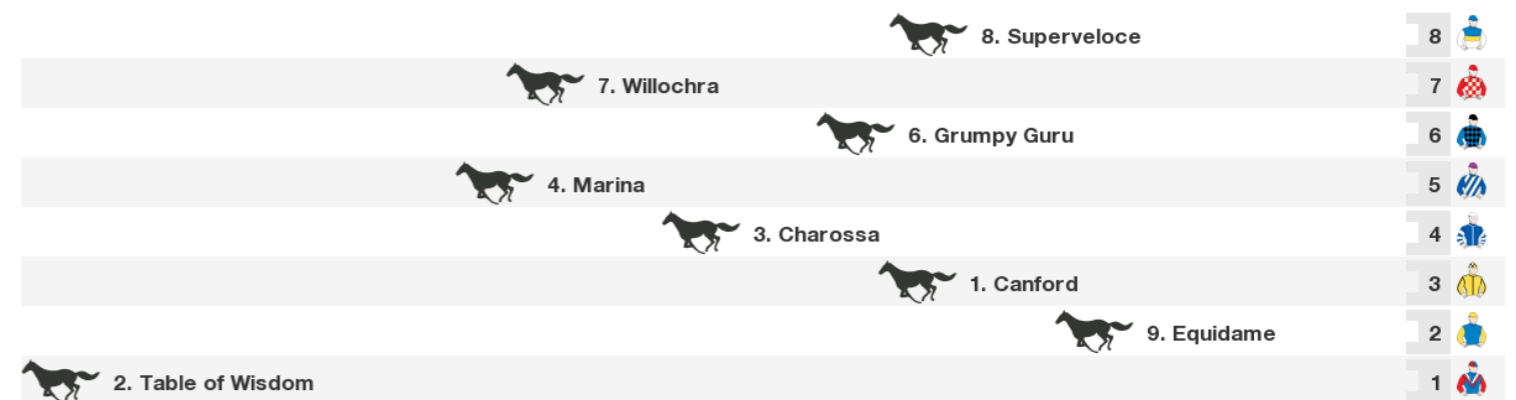 8. Superveloce 8
7. Willochra 7
6. Grumpy Guru 6
4. Marina 5
3. Charossa 4
1. Canford 3
9. Equidame 2
2. Table of Wisdom 1